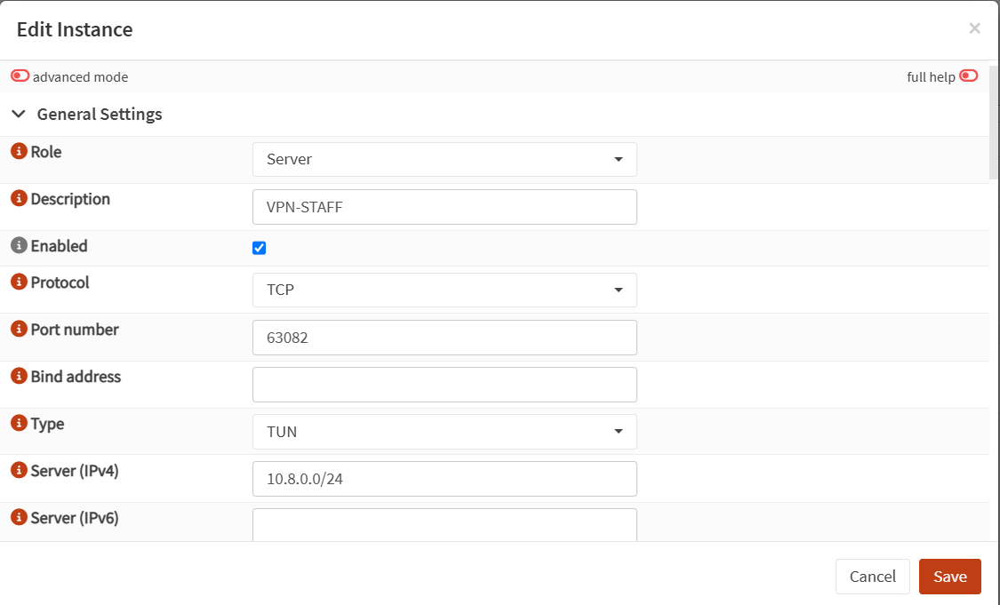 Edit Instance
×
advanced mode
full help
General Settings
Role
Server
Description
VPN-STAFF
Enabled
Protocol
TCP
Port number
63082
Bind address
Type
TUN
Server (IPv4)
10.8.0.0/24
Server (IPv6)
Cancel
Save